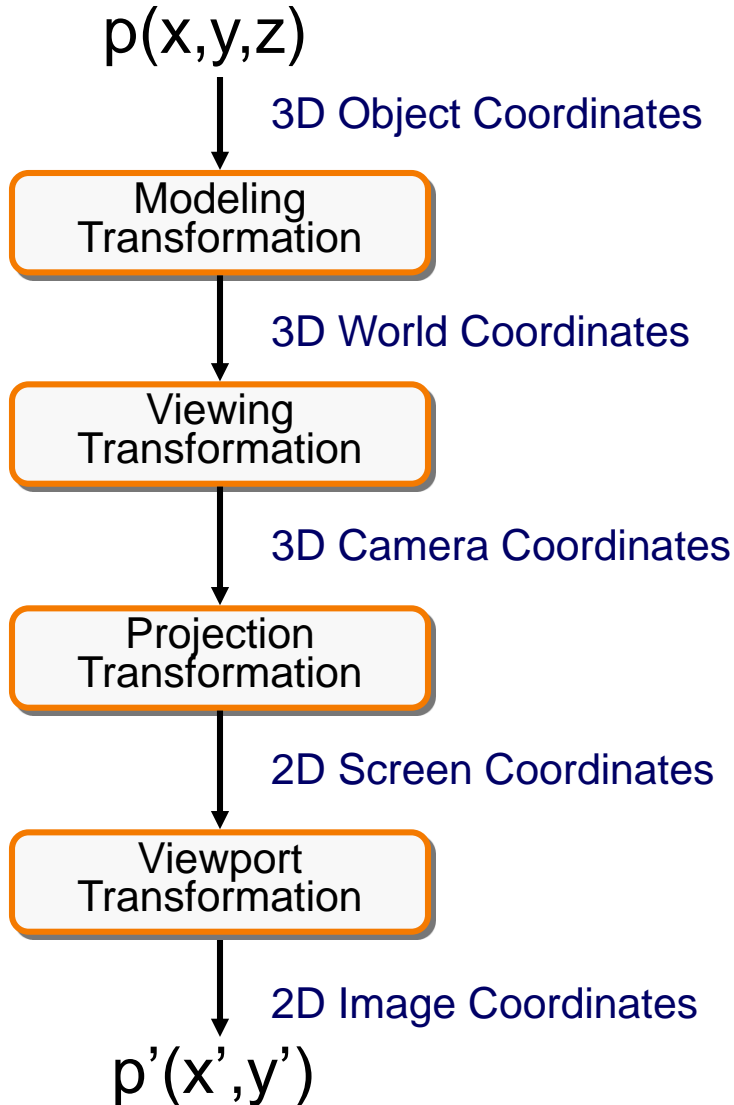 p(x,y,z)
3D Object Coordinates
Modeling
Transformation
3D World Coordinates
Viewing
Transformation
3D Camera Coordinates
Projection
Transformation
2D Screen Coordinates
Viewport
Transformation
2D Image Coordinates
p’(x’,y’)